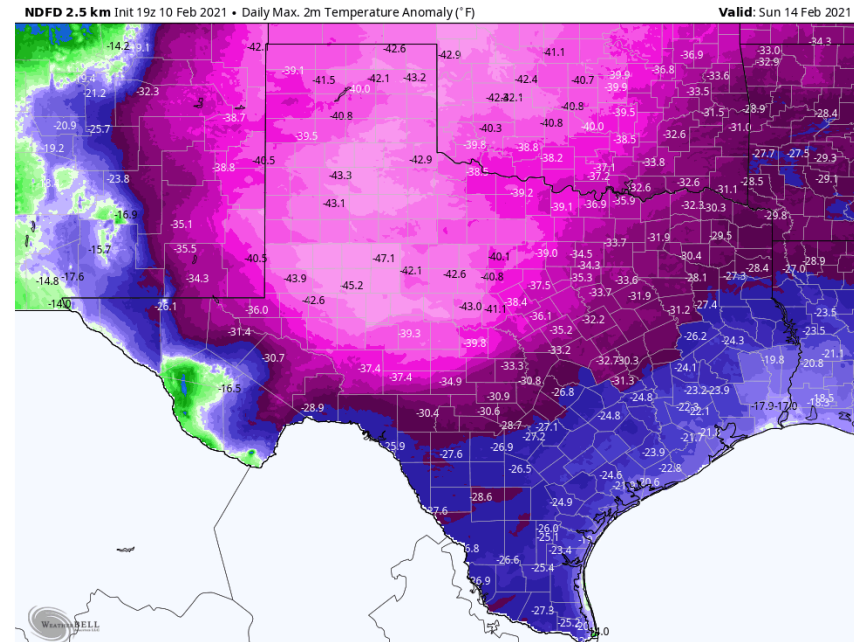 NDFD 2.5 km Init 19z 10 Feb 2021 • Daily Max. 2m Temperature Anomaly (°F) Valid: Sun 14 Feb 2021
-14.2 -42.6 -42.9 -41.1 -36.9 -33.0 -34.3
-32.9
-39.1 -41.5 -42.1 -43.2 -42.4 -40.7 -39.9 -36.8 -33.6
-21.2 -32.3 -40.0 -39.9 -33.5
-38.7 -40.8 -40.8 -39.5 -31.5 -28.9 -28.4
-20.9 -25.7 -39.5 -40.3 -40.8 -40.0 -38.5 -32.6 -31.0
-19.2 -39.8 -38.8 -38.2
-38.8 -40.5 -42.9 -33.8 -27.7 -27.5 -29.3
-23.8 -43.3 -38.5 -37.1 -37.2 -32.6 -32.6 -31.1 -28.5 -29.1
-16.9 -43.1 -39.2 -39.1 -36.9 -35.9 -32.3 -30.3 -29.8
-35.1
-15.7 -35.5 -40.5 -47.1 -40.1 -39.0 -34.5 -33.7 -31.9 -29.5
-34.3 -30.4 -28.9
-14.8 -17.6 -34.3 -43.9 -45.2 -42.1 -42.6 -40.8 -37.5 -35.3 -33.6 -28.1 -27.3 -28.4 -27.0
-26.1 -42.6 -43.0 -41.1 -38.4 -33.7 -31.9 -27.4
-36.0 -36.1 -32.2 -31.2 -23.5
-31.4 -39.3 -39.8 -35.2 -26.2 -24.3 -23.5
-30.7 -33.2 -32.7 -30.3 -19.8 -21.1
-37.4 -37.4 -33.3 -24.1 -20.8
-16.5 -34.9 -30.8 -31.3
-30.9 -26.8 -24.8 -23.2 -23.9 -18.5
-28.9 -30.4 -30.6 -24.8 -22.1 -17.9 -17.0
-28.7 -27.1
-25.9 -27.6 -26.9 -27.2 -21.7
-26.5 -23.9 -22.8
-28.6 -24.9 -24.6 -20.6
-26.0
-25.1
-23.4
-26.6 -25.4
-27.3
-25.2
WEATHERBELL